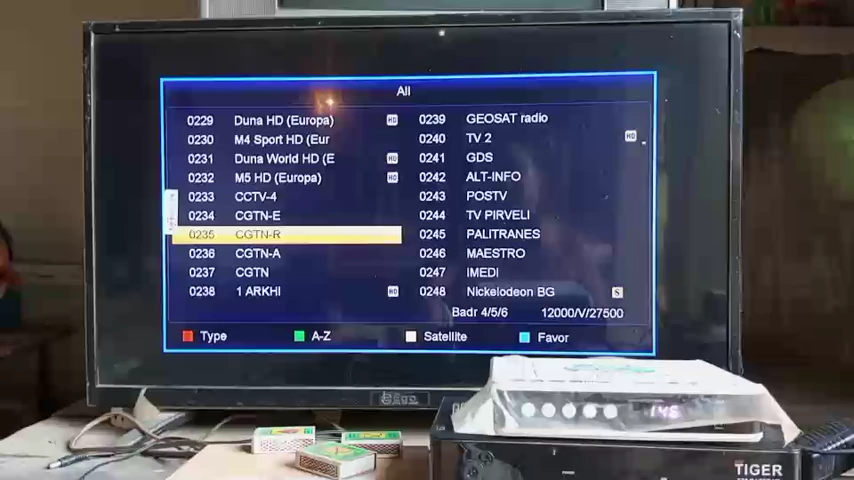 All
0229 Duna HD (Europa) HD
0230 M4 Sport HD (Eur
0231 Duna World HD (E HD
0232 M5 HD (Europa) HD
0233 CCTV-4
0234 CGTN-E
0235 CGTN-R
0236 CGTN-A
0237 CGTN
0238 1 ARKHI HD
0239 GEOSAT radio
0240 TV 2 HD
0241 GDS
0242 ALT-INFO
0243 POSTV
0244 TV PIRVELI
0245 PALITRANES
0246 MAESTRO
0247 IMEDI
0248 Nickelodeon BG S
Badr 4/5/6 12000/V/27500
Type A-Z Satellite Favor
TIGER